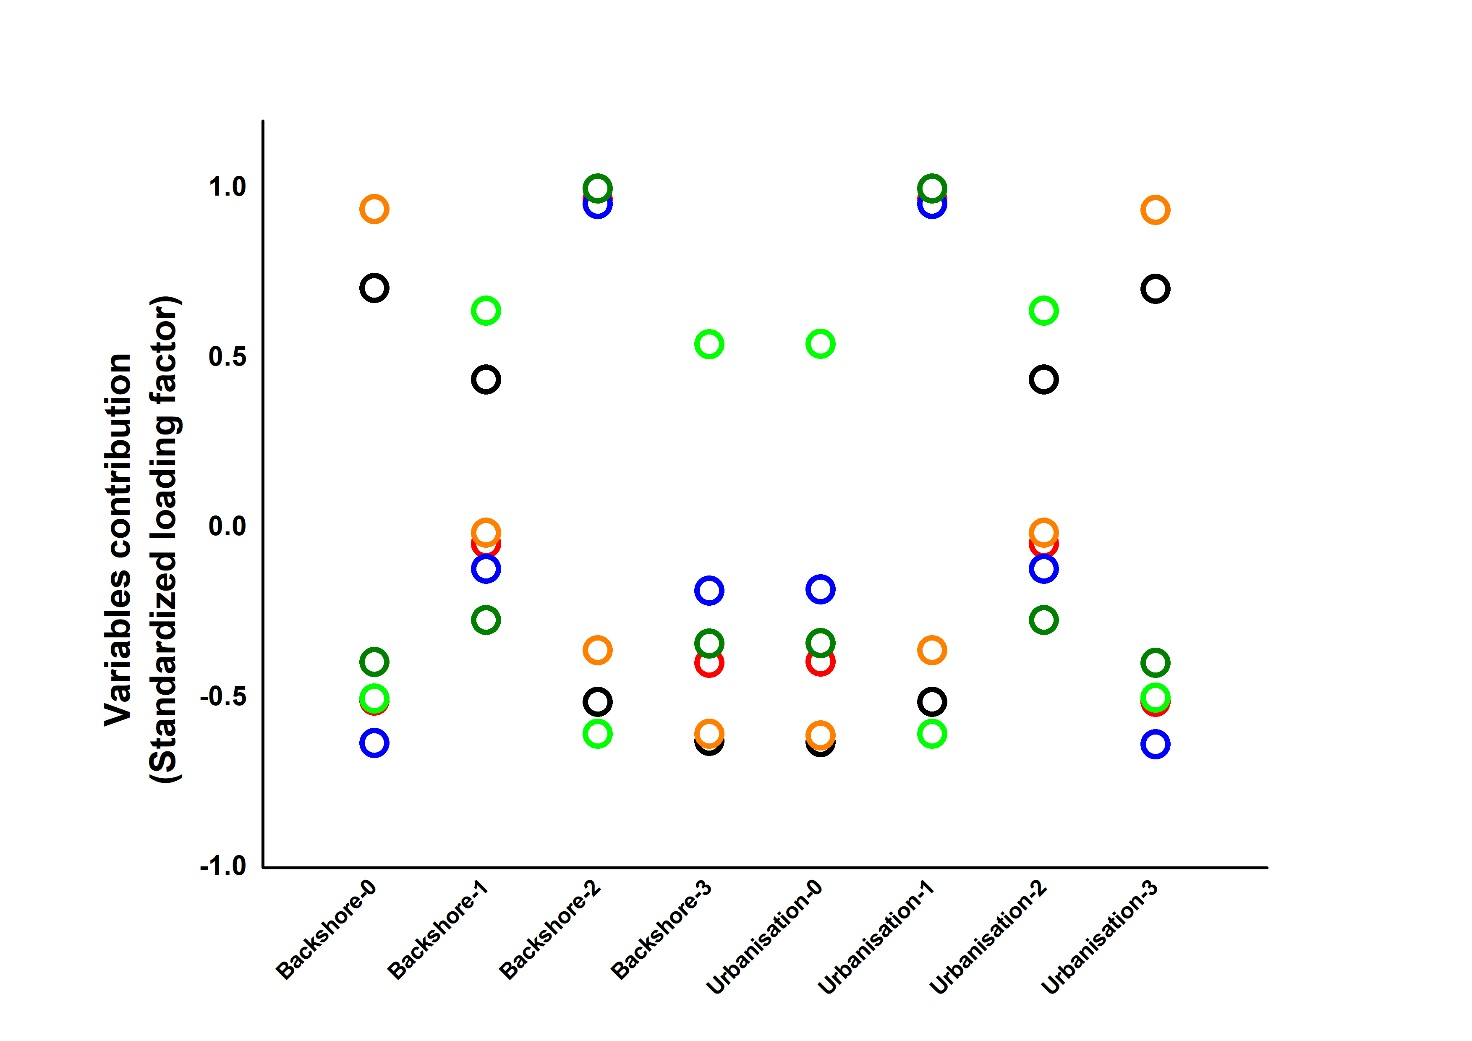 Variables contribution
(Standardized loading factor)
1.0
0.5
0.0
-0.5
-1.0
Backshore-0
Backshore-1
Backshore-2
Backshore-3
Urbanisation-0
Urbanisation-1
Urbanisation-2
Urbanisation-3